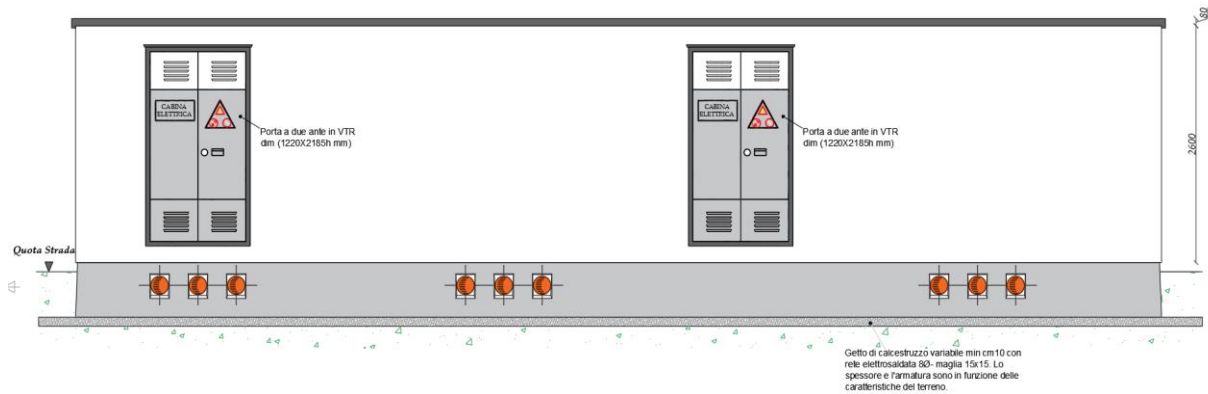 80
CABINA
ELETTRICA
Porta a due ante in VTR
dim (1220X2185h mm)
CABINA
ELETTRICA
Porta a due ante in VTR
dim (1220X2185h mm)
2600
Quota Strada
Getto di calcestruzzo variabile min cm10 con
rete elettrosaldata 8Ø- maglia 15x15. Lo
spessore e l'armatura sono in funzione delle
caratteristiche del terreno.